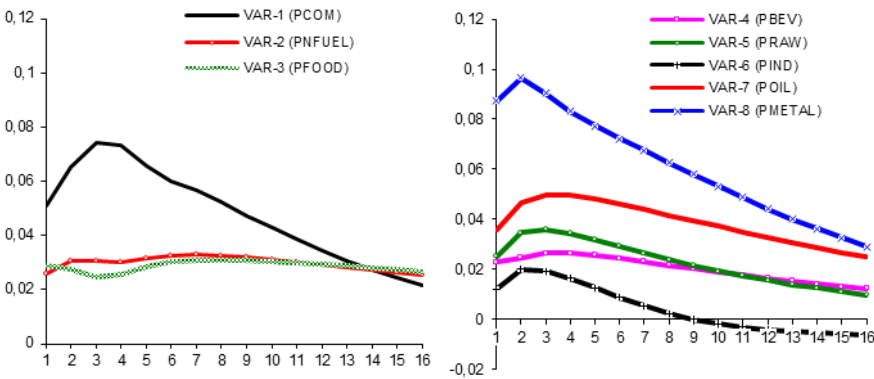 0,12
0,1
0,08
0,06
0,04
0,02
0
1 2 3 4 5 6 7 8 9 10 11 12 13 14 15 16
VAR-1 (PCOM)
VAR-2 (PNFUEL)
VAR-3 (PFOOD)
0,12
0,1
0,08
0,06
0,04
0,02
0
-0,02
1 2 3 4 5 6 7 8 9 10 11 12 13 14 15 16
VAR-4 (PBEV)
VAR-5 (PRAW)
VAR-6 (PIND)
VAR-7 (POIL)
VAR-8 (PMETAL)